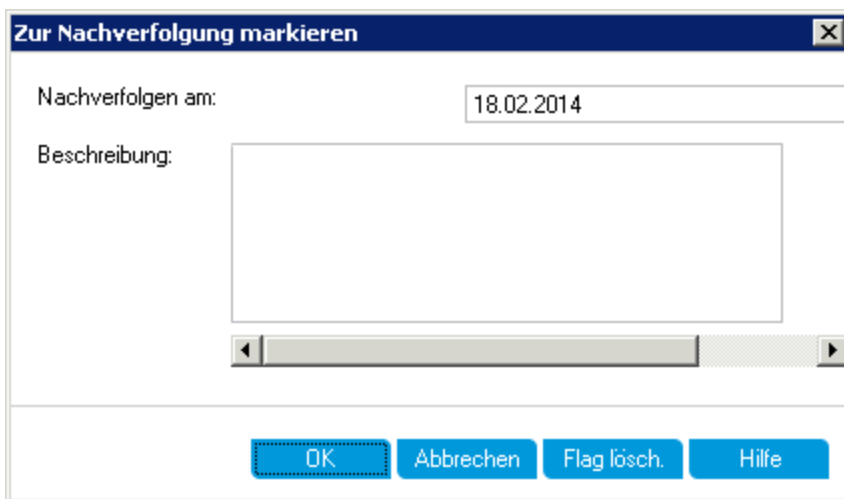 Zur Nachverfolgung markieren
Nachverfolgen am:
18.02.2014
Beschreibung:
OK
Abbrechen
Flag lösch.
Hilfe